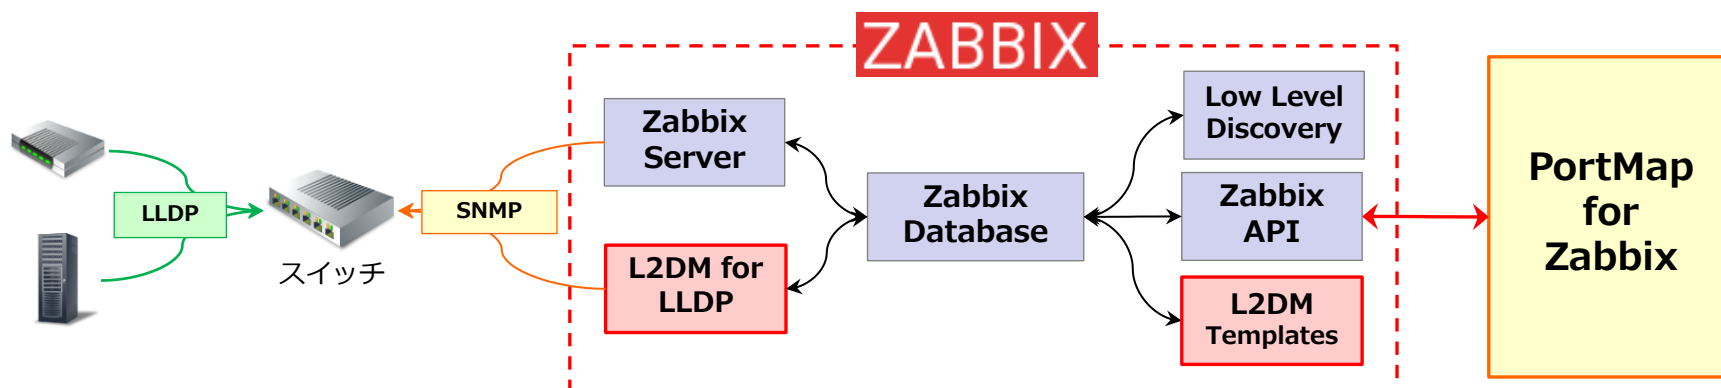 ZABBIX
LLDP
スイッチ
SNMP
Zabbix
Server
L2DM for
LLDP
Zabbix
Database
Low Level
Discovery
Zabbix
API
L2DM
Templates
PortMap
for
Zabbix